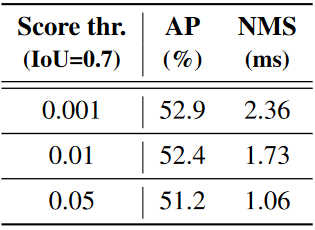 Score thr. AP NMS
(IoU=0.7) (%) (ms)
0.001 52.9 2.36
0.01 52.4 1.73
0.05 51.2 1.06